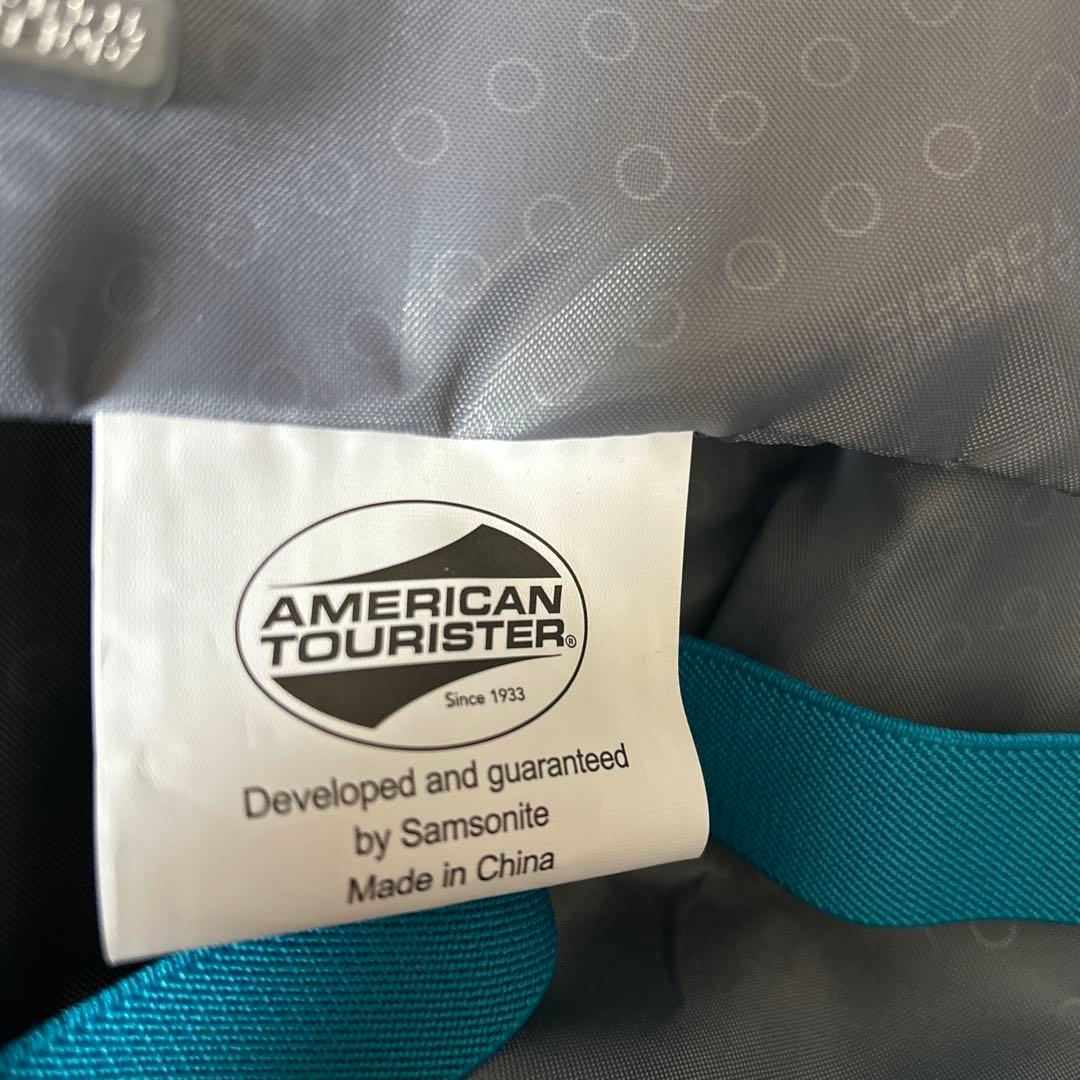 AMERICAN
TOURISTER®
Since 1933
Developed and guaranteed
by Samsonite
Made in China